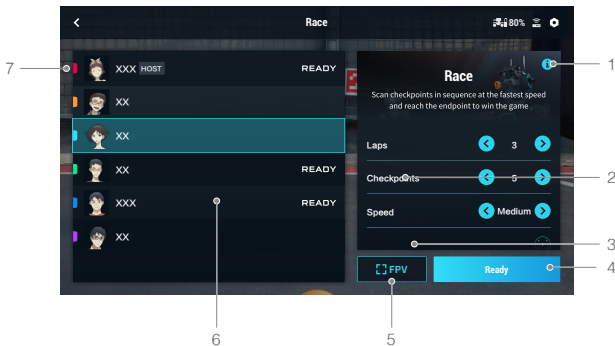 Race
80%
7
XXX HOST READY
XX
XX
XX READY
XXX READY
XX
1
Race
Scan checkpoints in sequence at the fastest speed
and reach the endpoint to win the game
Laps 3
Checkpoints 5
2
Speed Medium
3
FPV
Ready
4
6
5